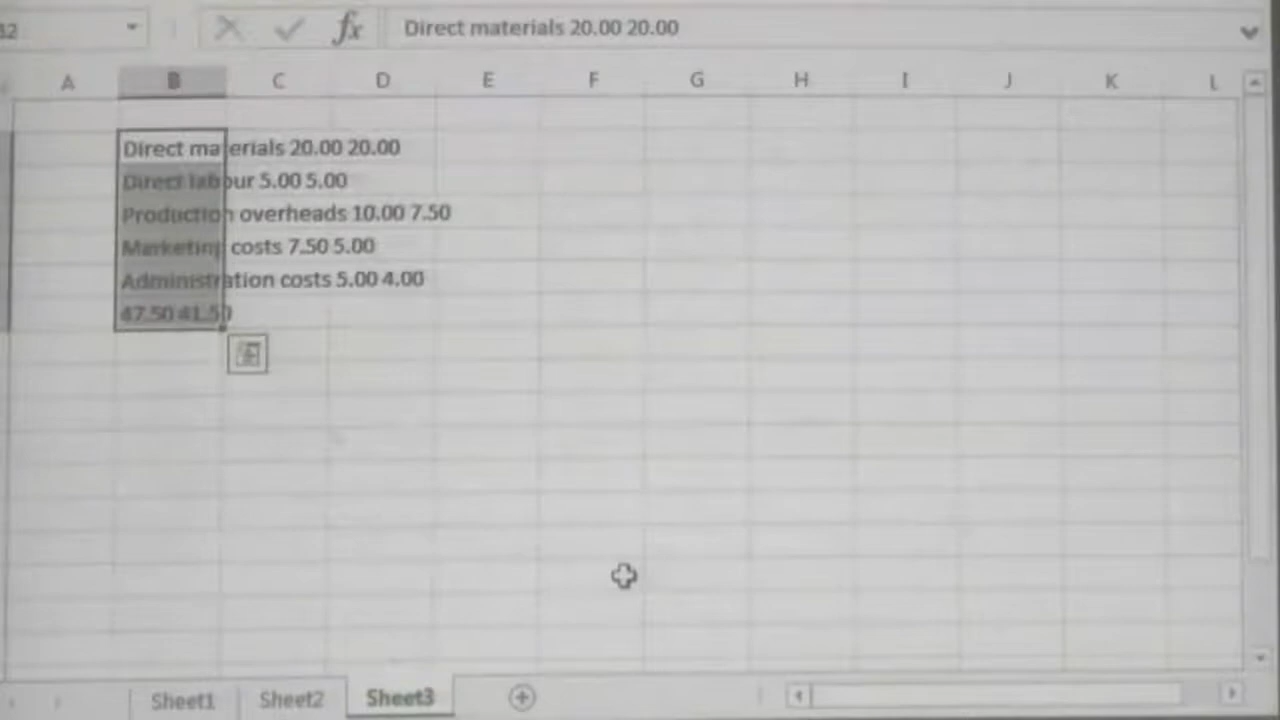 B2 fx Direct materials 20.00 20.00
A B C D E F G H I J K L
Direct materials 20.00 20.00
Direct labour 5.00 5.00
Production overheads 10.00 7.50
Marketing costs 7.50 5.00
Administration costs 5.00 4.00
47.50 41.50
Sheet1 Sheet2 Sheet3